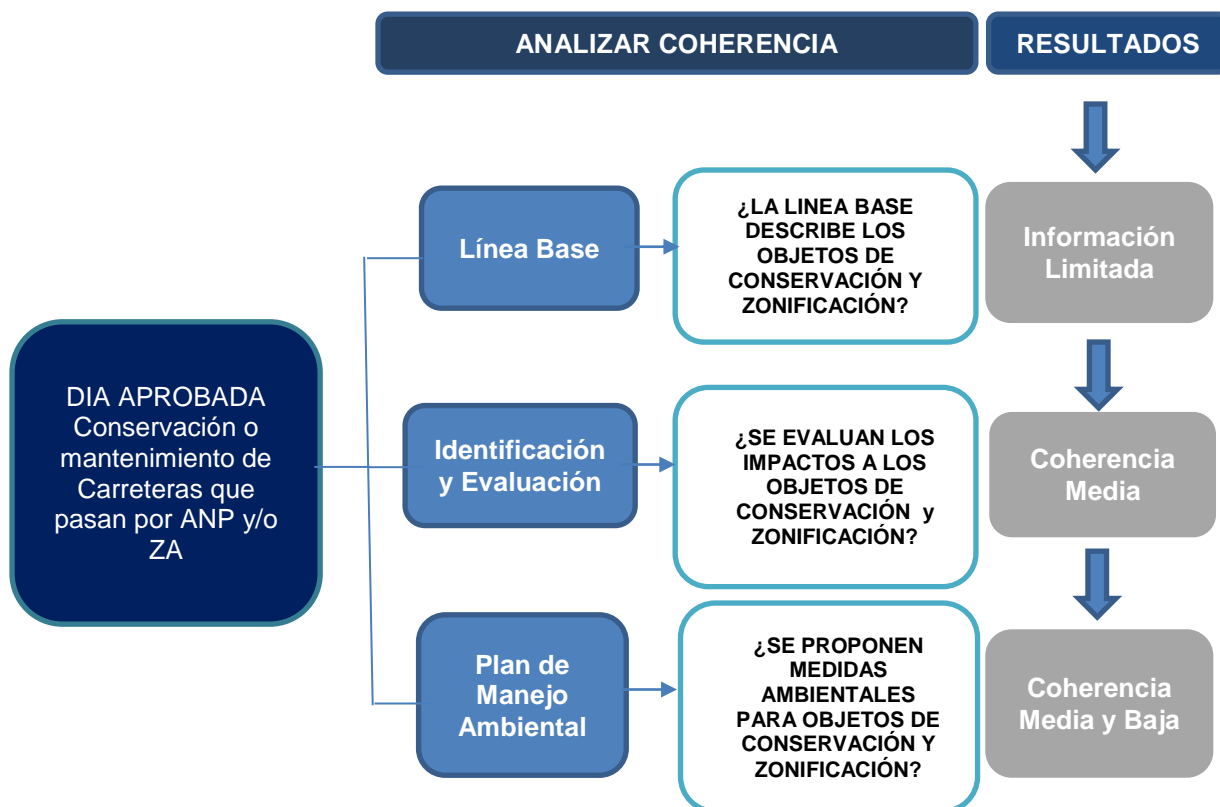 ANALIZAR COHERENCIA
RESULTADOS
Línea Base
¿LA LINEA BASE
DESCRIBE LOS
OBJETOS DE
CONSERVACIÓN Y
ZONIFICACIÓN?
Información
Limitada
DIA APROBADA
Conservación o
mantenimiento de
Carreteras que
pasan por ANP y/o
ZA
Identificación
y Evaluación
¿SE EVALUAN LOS
IMPACTOS A LOS
OBJETOS DE
CONSERVACIÓN y
ZONIFICACIÓN?
Coherencia
Media
Plan de
Manejo
Ambiental
¿SE PROPONEN
MEDIDAS
AMBIENTALES
PARA OBJETOS DE
CONSERVACIÓN Y
ZONIFICACIÓN?
Coherencia
Media y Baja